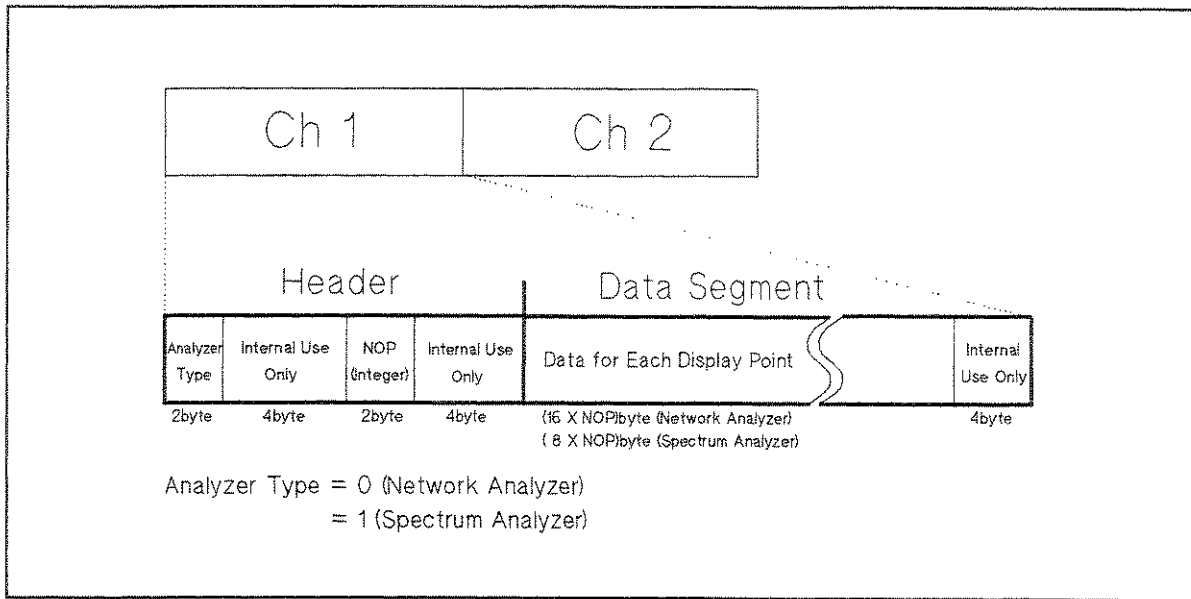 Ch 1 Ch 2
Header Data Segment
Analyzer Type
Internal Use Only
NOP (Integer)
Internal Use Only
Data for Each Display Point
Internal Use Only
2byte 4byte 2byte 4byte (16 X NOP)byte (Network Analyzer) 4byte
( 8 X NOP)byte (Spectrum Analyzer)
Analyzer Type = 0 (Network Analyzer)
= 1 (Spectrum Analyzer)